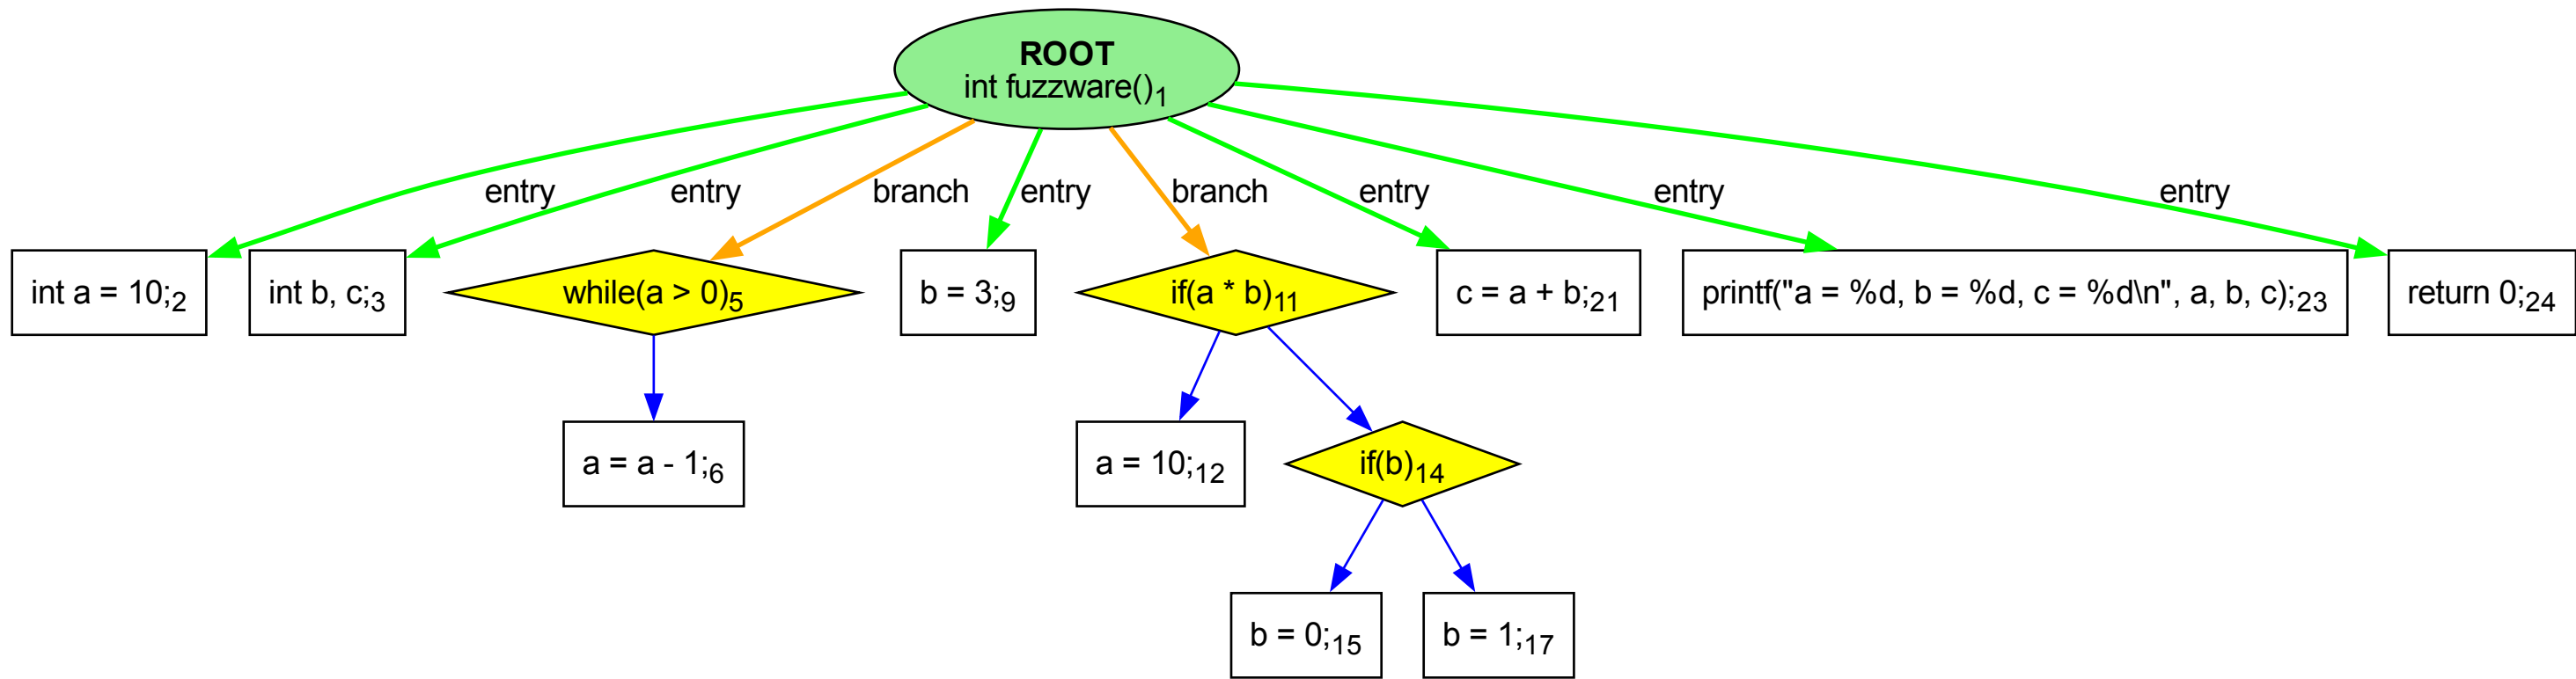 ROOT
int fuzzware()1
entry
entry
branch
entry
branch
entry
entry
entry
int a = 10;2
int b, c;3
while(a > 0)5
b = 3;9
if(a * b)11
c = a + b;21
printf("a = %d, b = %d, c = %d\n", a, b, c);23
return 0;24
a = a - 1;6
a = 10;12
if(b)14
b = 0;15
b = 1;17